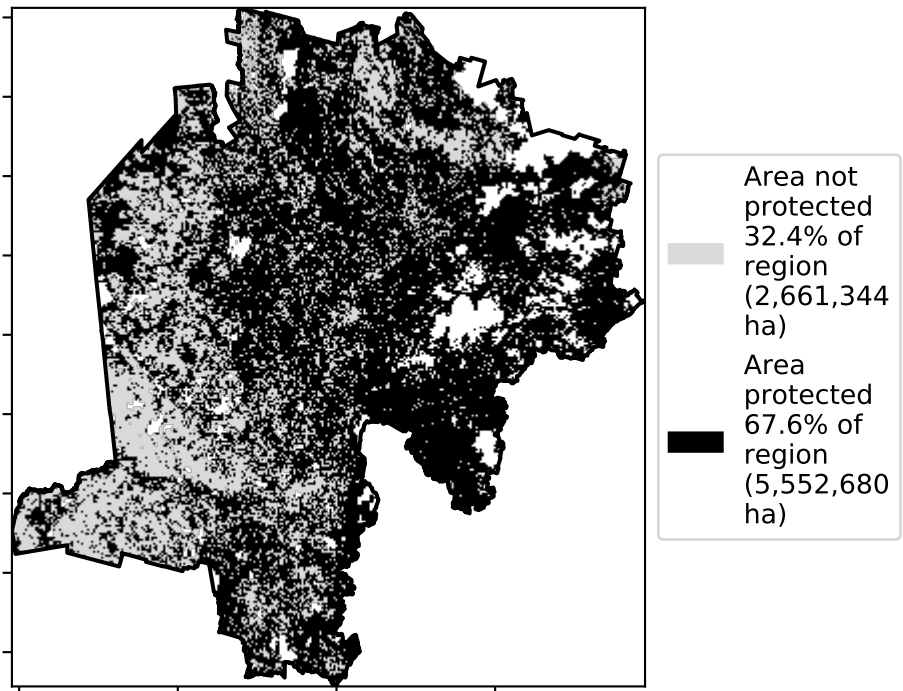 Area not
protected
32.4% of
region
(2,661,344
ha)
Area
protected
67.6% of
region
(5,552,680
ha)